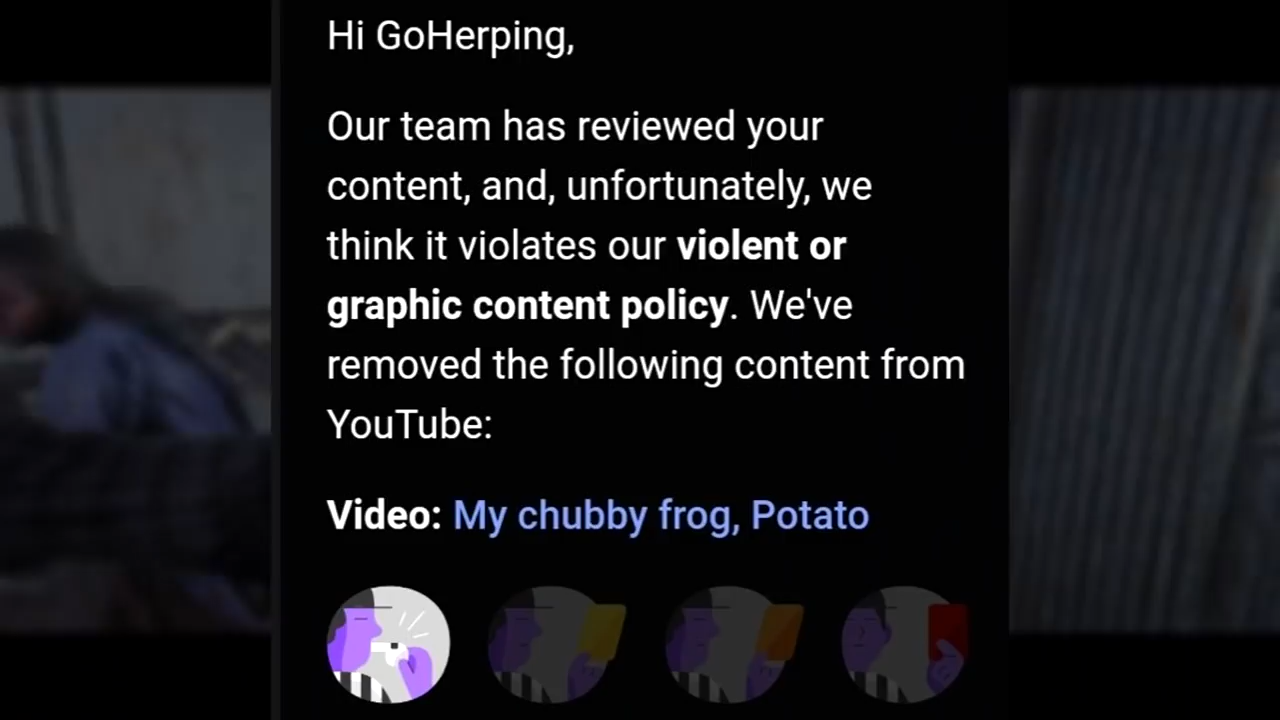 Hi GoHerping,
Our team has reviewed your
content, and, unfortunately, we
think it violates our violent or
graphic content policy. We've
removed the following content from
YouTube:
Video: My chubby frog, Potato